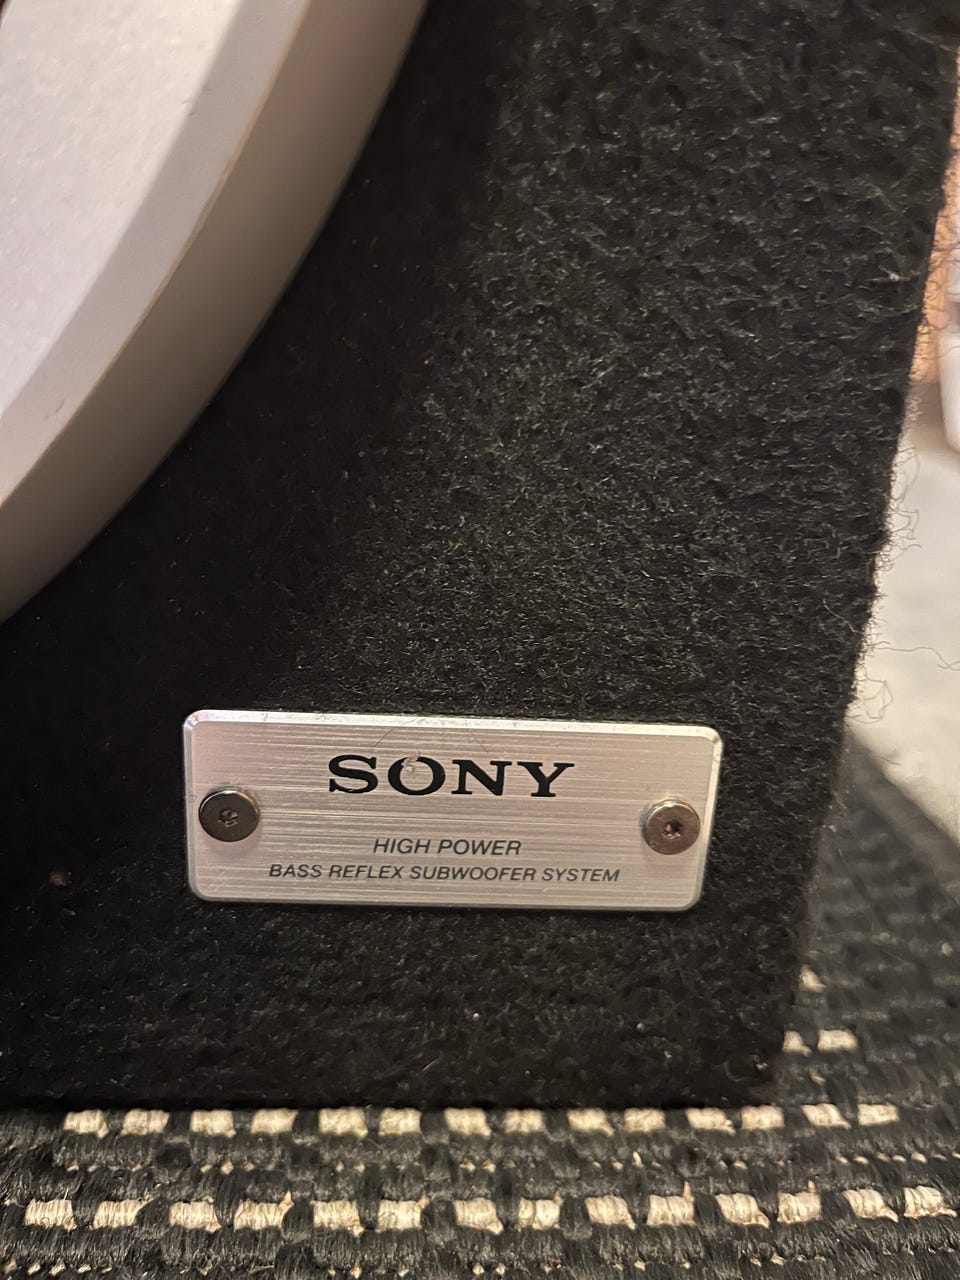 SONY
HIGH POWER
BASS REFLEX SUBWOOFER SYSTEM